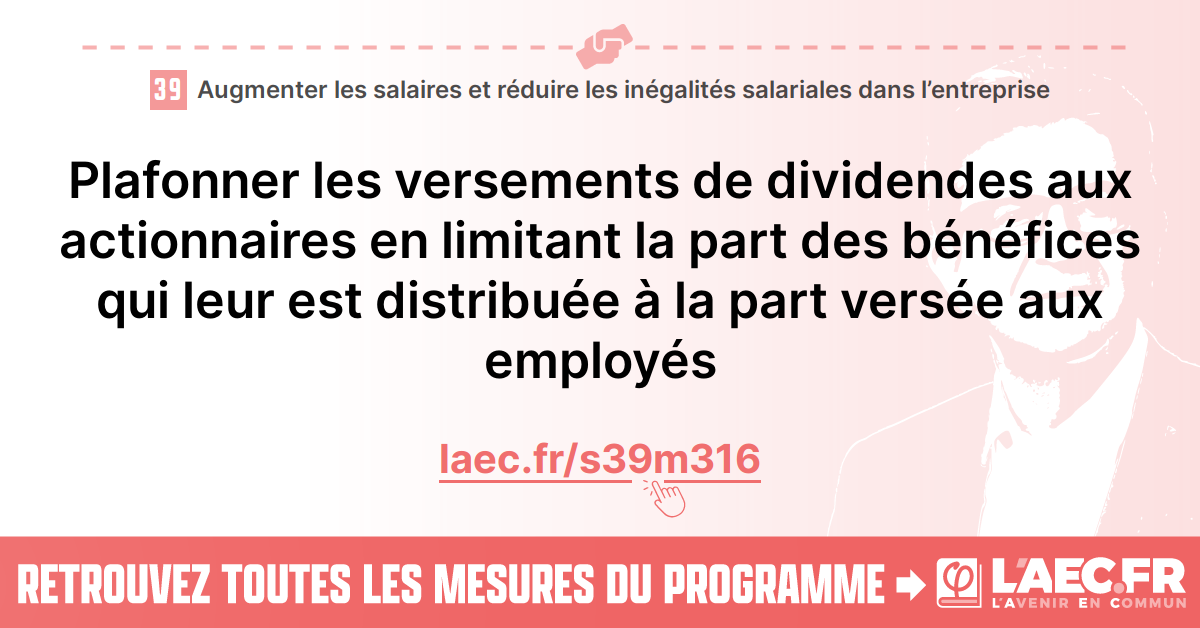 39 Augmenter les salaires et réduire les inégalités salariales dans l’entreprise
Plafonner les versements de dividendes aux
actionnaires en limitant la part des bénéfices
qui leur est distribuée à la part versée aux
employés
laec.fr/s39m316
RETROUVEZ TOUTES LES MESURES DU PROGRAMME
L'AEC.FR
L'AVENIR EN COMMUN